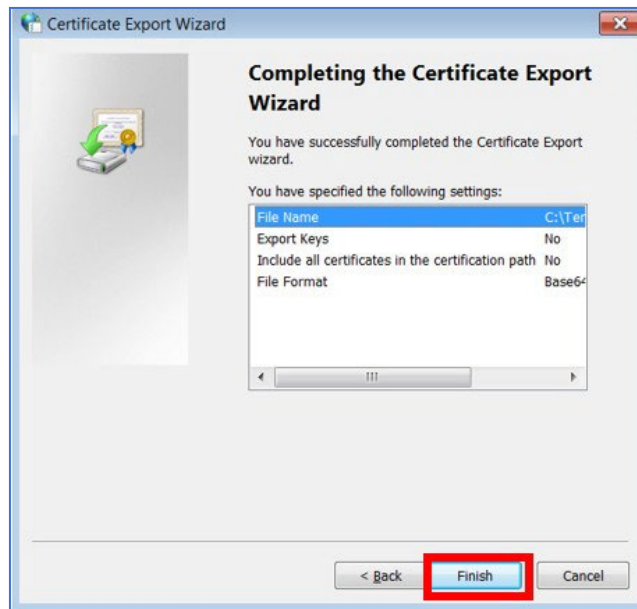 Certificate Export Wizard
Completing the Certificate Export
Wizard
You have successfully completed the Certificate Export
wizard.
You have specified the following settings:
File Name C:\Ter
Export Keys No
Include all certificates in the certification path No
File Format Base64
< Back Finish Cancel